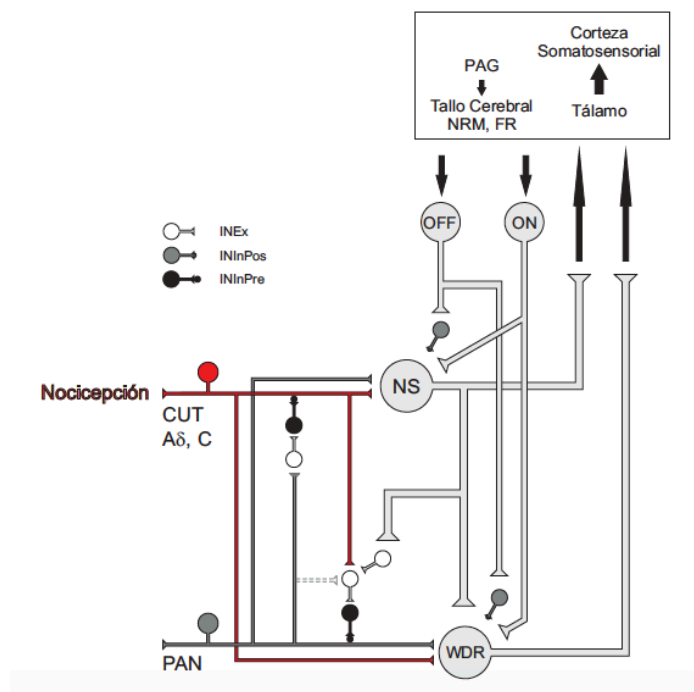 Corteza
Somatosensorial
PAG
Tallo Cerebral
NRM, FR
Tálamo
OFF
ON
INEx
INInPos
INInPre
NS
Nocicepción
CUT
Aδ, C
WDR
PAN